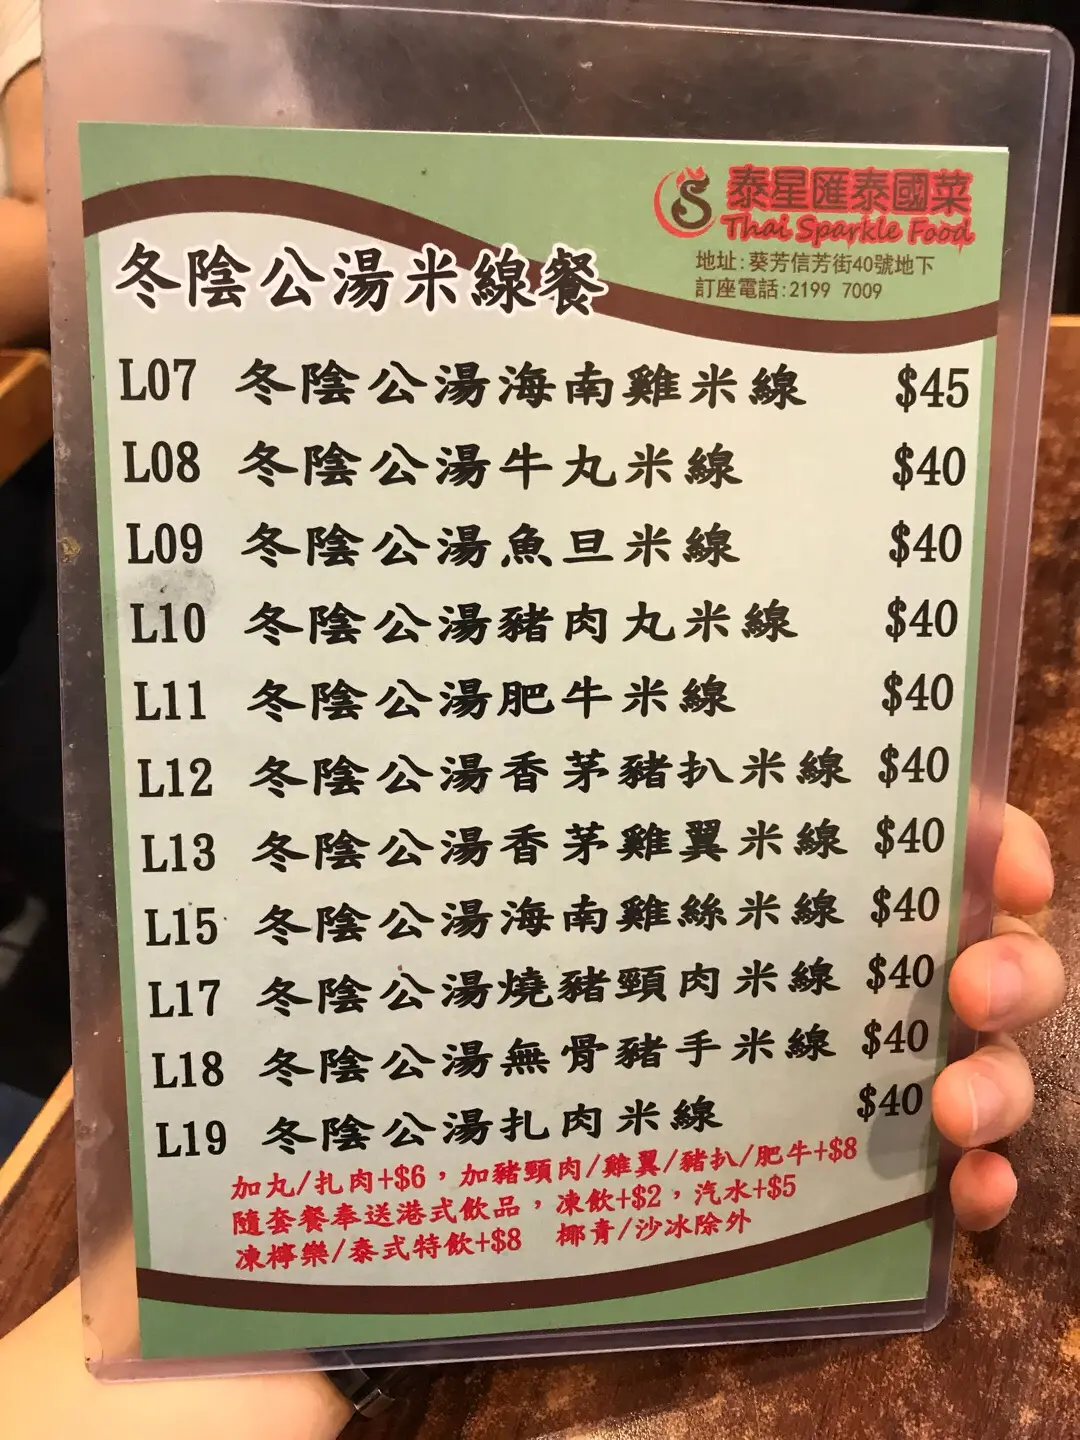 泰星匯泰國菜
Thai Sparkle Food
地址:葵芳信芳街40號地下
訂座電話:2199 7009
冬陰公湯米線餐
L07 冬陰公湯海南雞米線 $45
L08 冬陰公湯牛丸米線 $40
L09 冬陰公湯魚旦米線 $40
L10 冬陰公湯豬肉丸米線 $40
L11 冬陰公湯肥牛米線 $40
L12 冬陰公湯香茅豬扒米線 $40
L13 冬陰公湯香茅雞翼米線 $40
L15 冬陰公湯海南雞絲米線 $40
L17 冬陰公湯燒豬頸肉米線 $40
L18 冬陰公湯無骨豬手米線 $40
L19 冬陰公湯扎肉米線 $40
加丸/扎肉+$6，加豬頸肉/雞翼/豬扒/肥牛+$8
隨套餐奉送港式飲品，凍飲+$2，汽水+$5
凍檸樂/泰式特飲+$8 椰青/沙冰除外